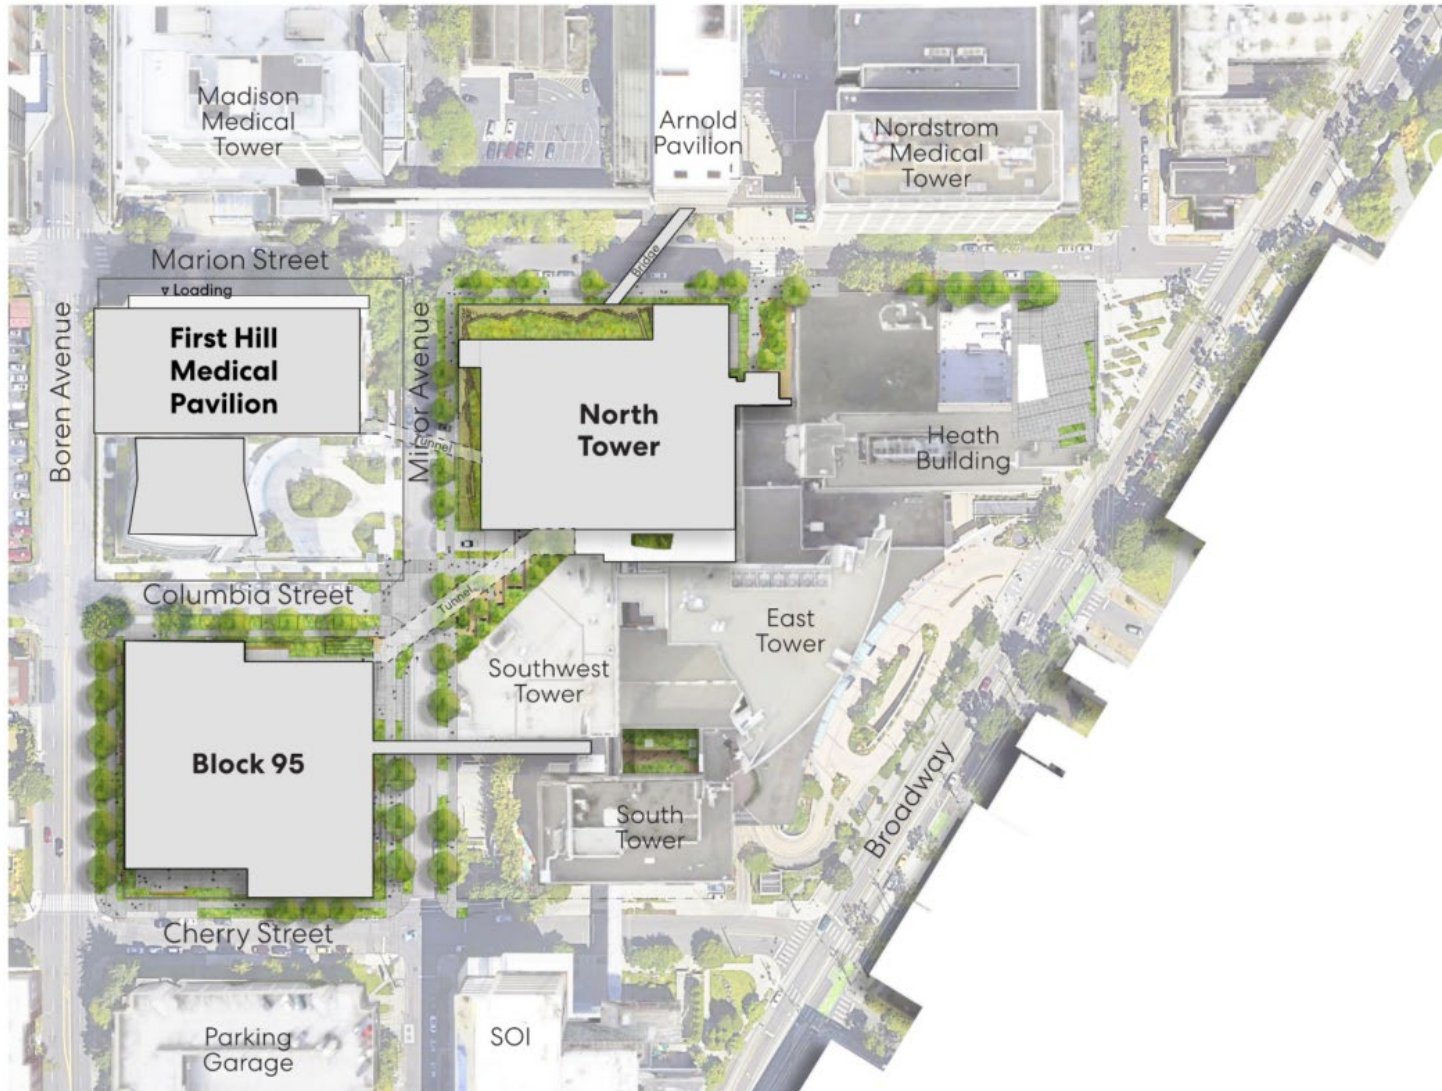 Madison
Medical
Tower
Arnold
Pavilion
Nordstrom
Medical
Tower
Marion Street
Loading
Bridge
First Hill
Medical
Pavilion
Boren Avenue
Minor Avenue
North
Tower
Tunnel
Heath
Building
Columbia Street
Tunnel
East
Tower
Southwest
Tower
Block 95
South
Tower
Broadway
Cherry Street
Parking
Garage
SOI